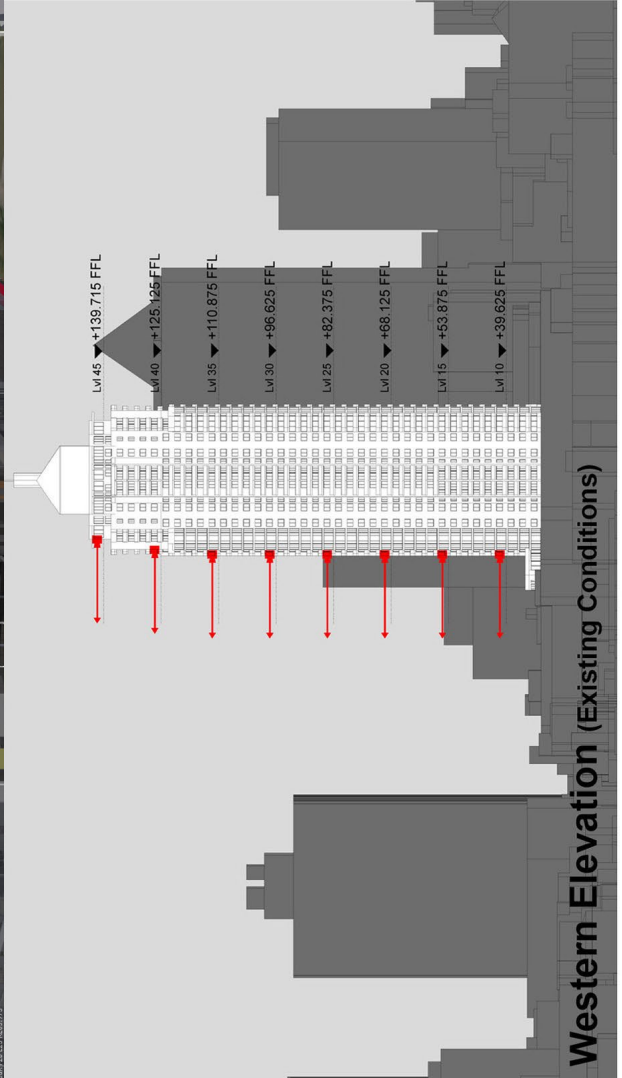 Lvl 45 +139.715 FFL
Lvl 40 +125.125 FFL
Lvl 35 +110.875 FFL
Lvl 30 +96.625 FFL
Lvl 25 +82.375 FFL
Lvl 20 +68.125 FFL
Lvl 15 +53.875 FFL
Lvl 10 +39.625 FFL
Western Elevation (Existing Conditions)